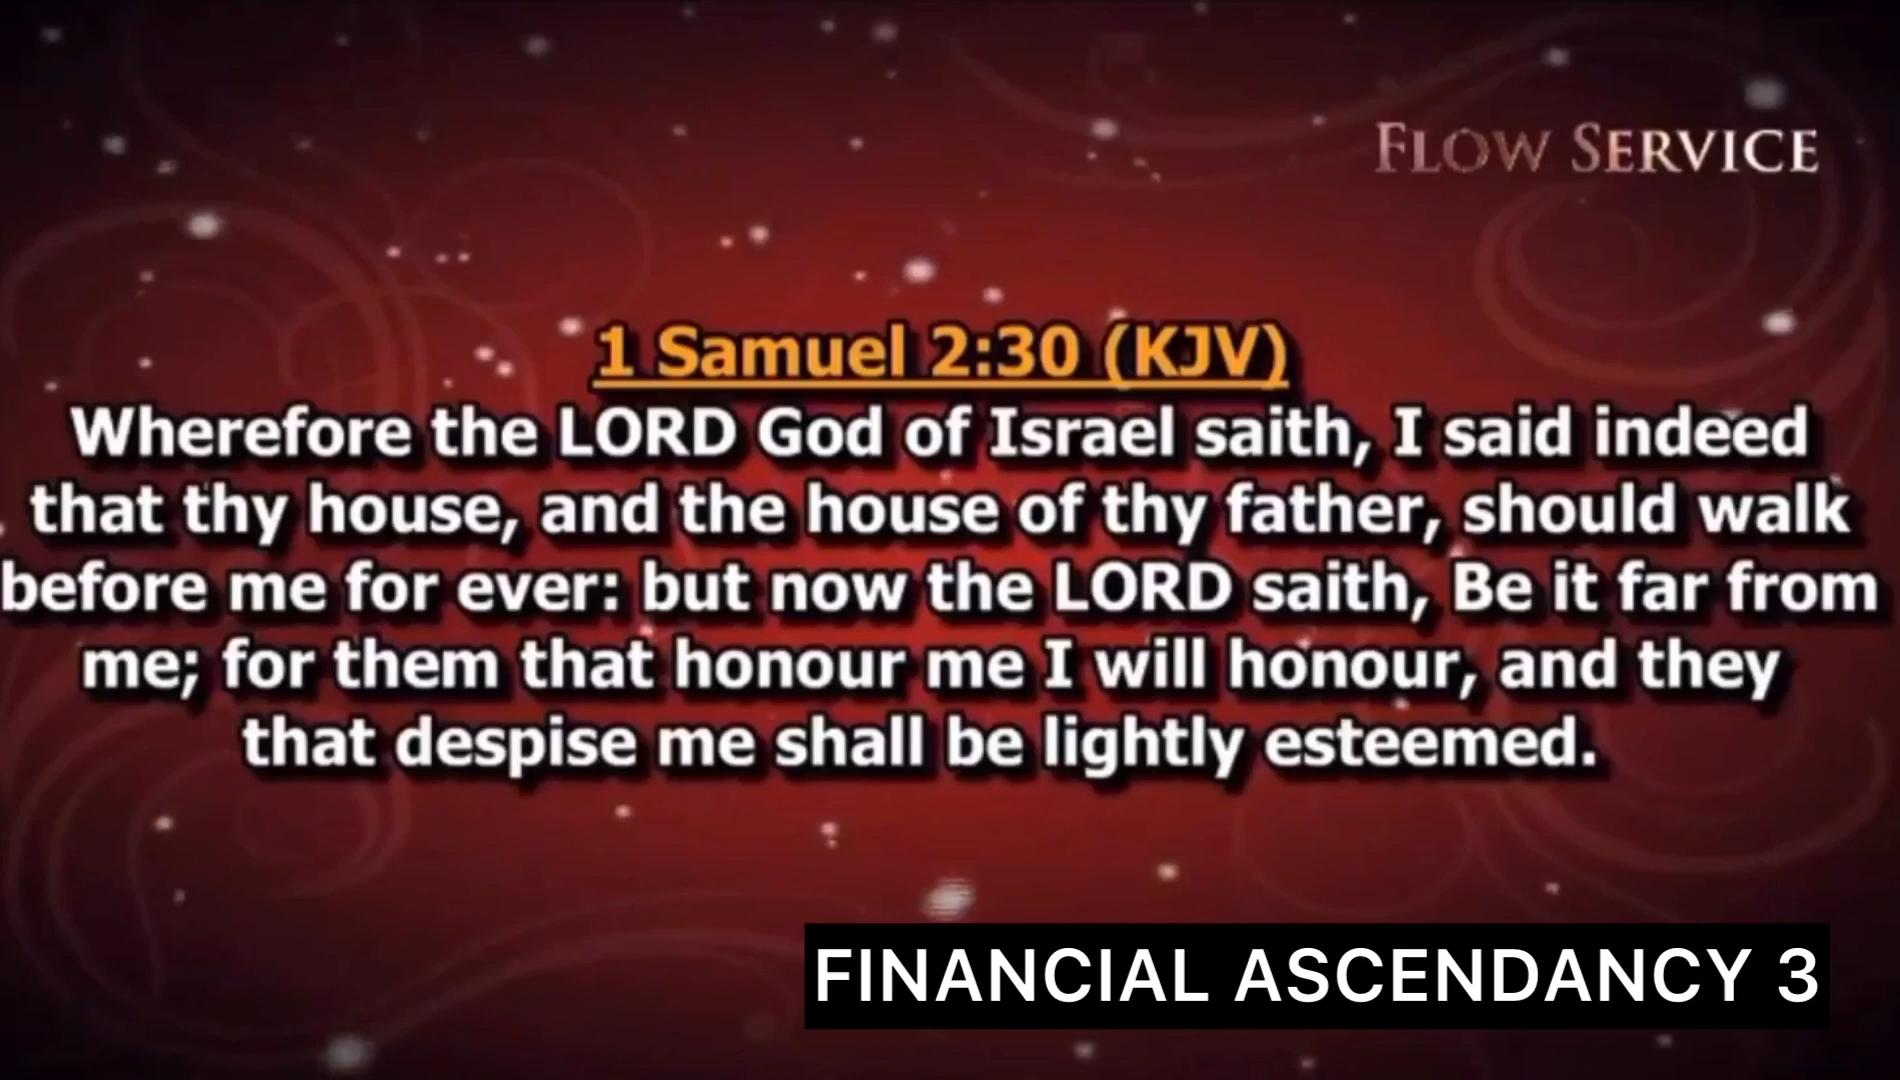 FLOW SERVICE
1 Samuel 2:30 (KJV)
Wherefore the LORD God of Israel saith, I said indeed
that thy house, and the house of thy father, should walk
before me for ever: but now the LORD saith, Be it far from
me; for them that honour me I will honour, and they
that despise me shall be lightly esteemed.
FINANCIAL ASCENDANCY 3